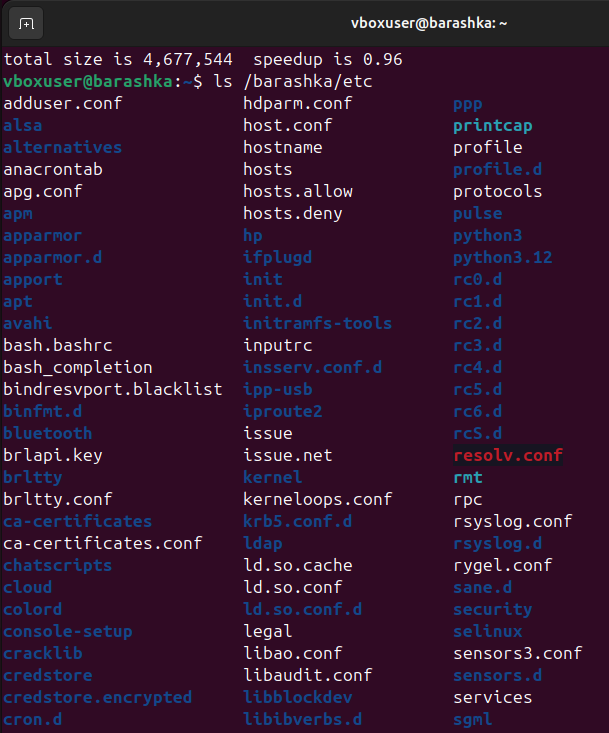 vboxuser@barashka: ~
total size is 4,677,544  speedup is 0.96
vboxuser@barashka:~$ ls /barashka/etc
adduser.conf hdparm.conf ppp
alsa host.conf printcap
alternatives hostname profile
anacrontab hosts profile.d
apg.conf hosts.allow protocols
apm hosts.deny pulse
apparmor hp python3
apparmor.d ifplugd python3.12
apport init rc0.d
apt init.d rc1.d
avahi initramfs-tools rc2.d
bash.bashrc inputrc rc3.d
bash_completion insserv.conf.d rc4.d
bindresvport.blacklist ipp-usb rc5.d
binfmt.d iproute2 rc6.d
bluetooth issue rcS.d
brlapi.key issue.net resolv.conf
brltty kernel rmt
brltty.conf kerneloops.conf rpc
ca-certificates krb5.conf.d rsyslog.conf
ca-certificates.conf ldap rsyslog.d
chatscripts ld.so.cache rygel.conf
cloud ld.so.conf sane.d
colord ld.so.conf.d security
console-setup legal selinux
cracklib libao.conf sensors3.conf
credstore libaudit.conf sensors.d
credstore.encrypted libblockdev services
cron.d libibverbs.d sgml